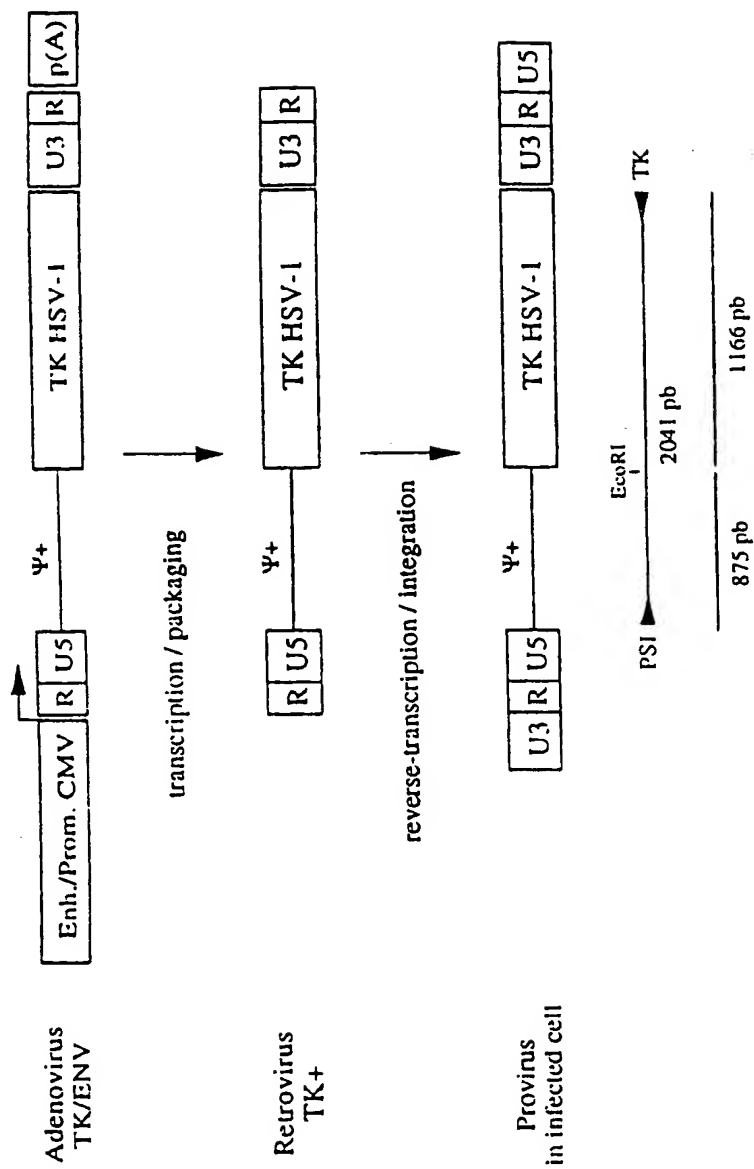 Adenovirus
TK/ENV
Enh./Prom. CMV R U5 Ψ+ TK HSV-1 U3 R p(A)
transcription / packaging
Retrovirus
TK+
R U5 Ψ+ TK HSV-1 U3 R
reverse-transcription / integration
Provirus
in infected cell
U3 R U5 Ψ+ TK HSV-1 U3 R U5
PSI EcoRI TK
2041 pb
875 pb 1166 pb